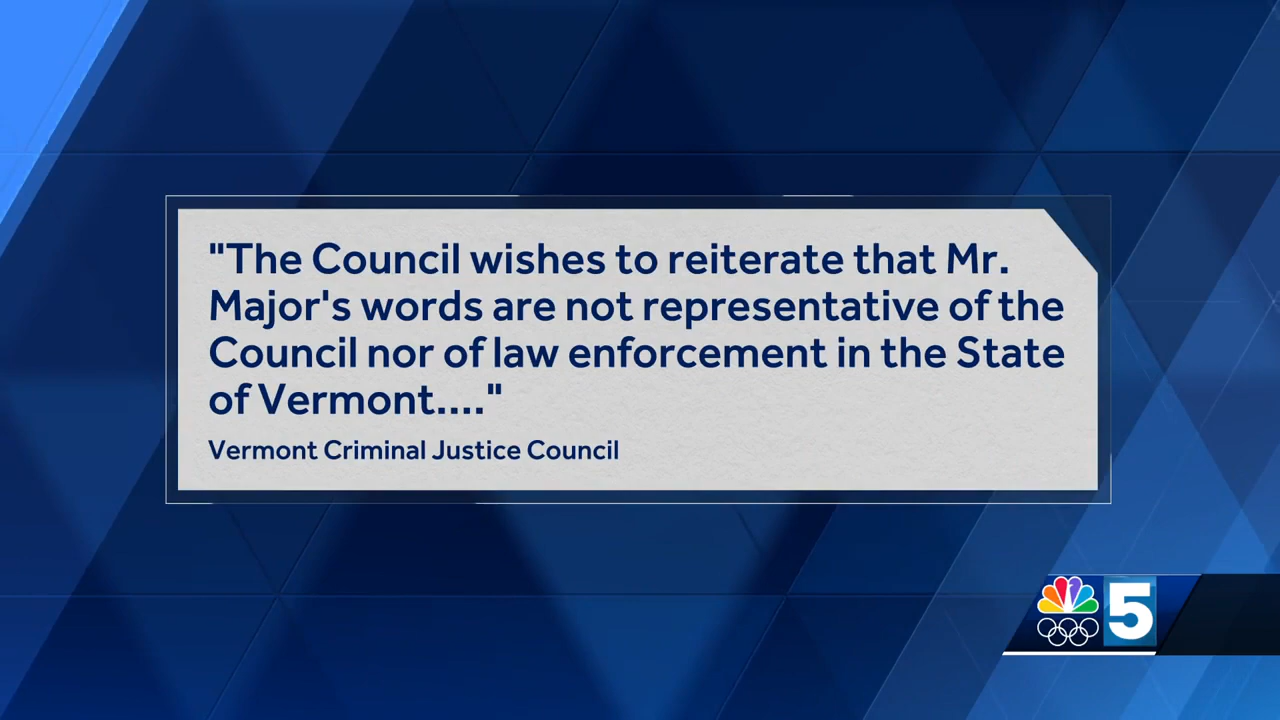 "The Council wishes to reiterate that Mr.
Major's words are not representative of the
Council nor of law enforcement in the State
of Vermont...."
Vermont Criminal Justice Council
5